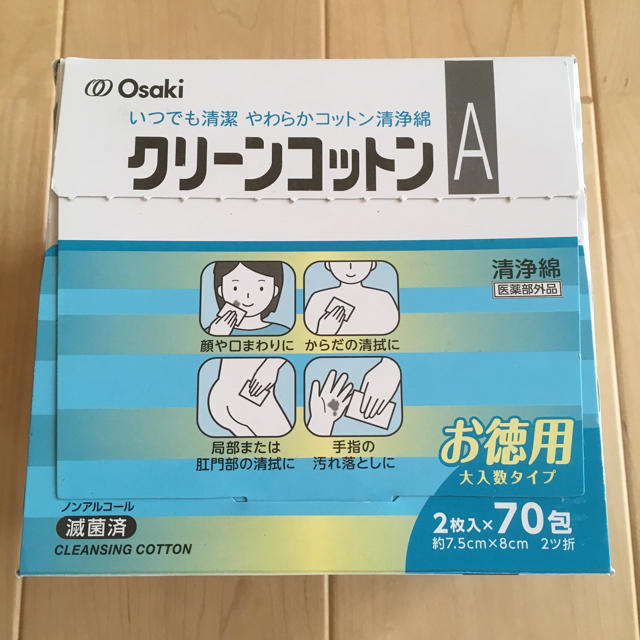 Osaki
いつでも清潔 やわらかコットン清浄綿
クリーンコットン A
清浄綿
医薬部外品
顔や口まわりに
からだの清拭に
局部または
肛門部の清拭に
手指の
汚れ落としに
お徳用
大入数タイプ
ノンアルコール
滅菌済
CLEANSING COTTON
2枚入×70包
約7.5cm×8cm 2ツ折